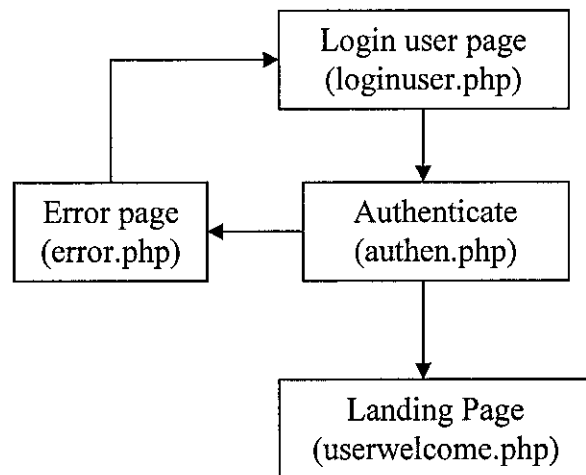 Login user page
(loginuser.php)
Error page
(error.php)
Authenticate
(authen.php)
Landing Page
(userwelcome.php)